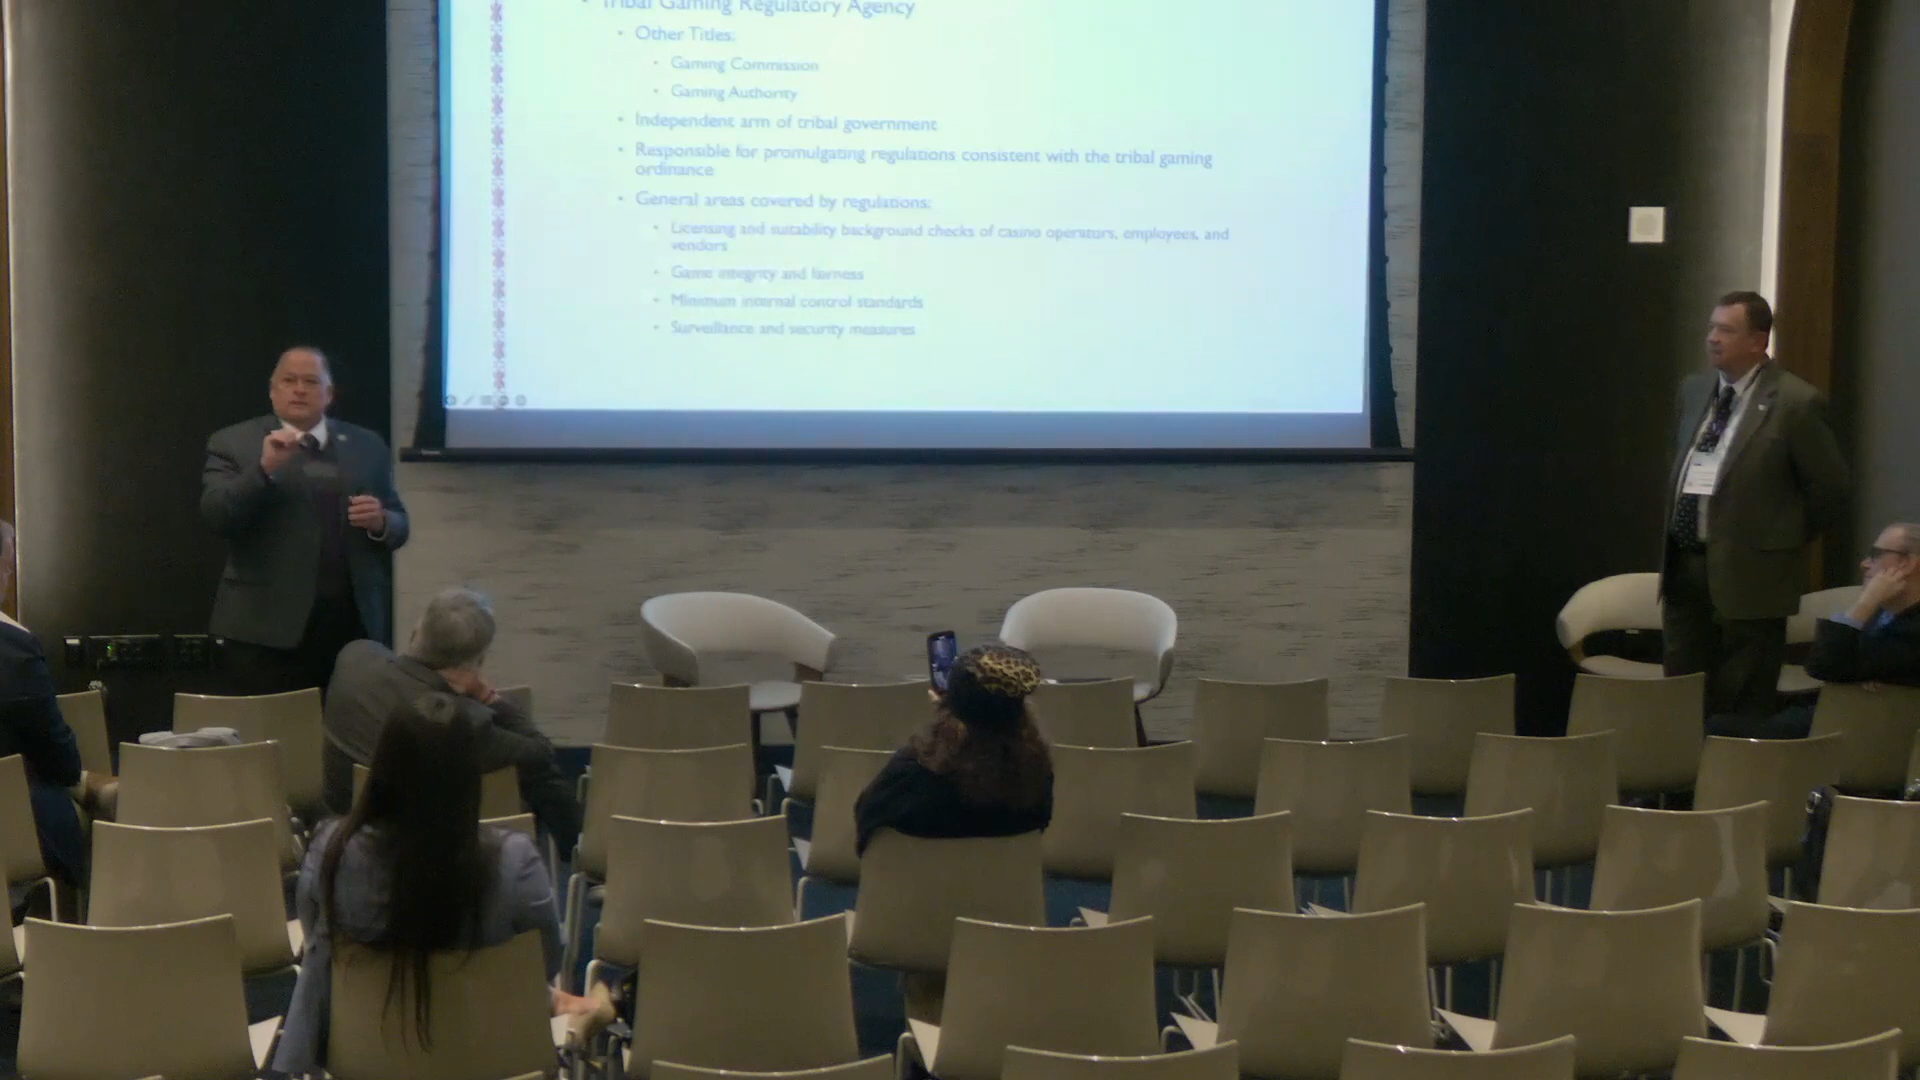 Tribal Gaming Regulatory Agency
Other Titles:
Gaming Commission
Gaming Authority
Independent arm of tribal government
Responsible for promulgating regulations consistent with the tribal gaming
ordinance
General areas covered by regulations:
Licensing and suitability background checks of casino operators, employees, and
vendors
Game integrity and fairness
Minimum internal control standards
Surveillance and security measures